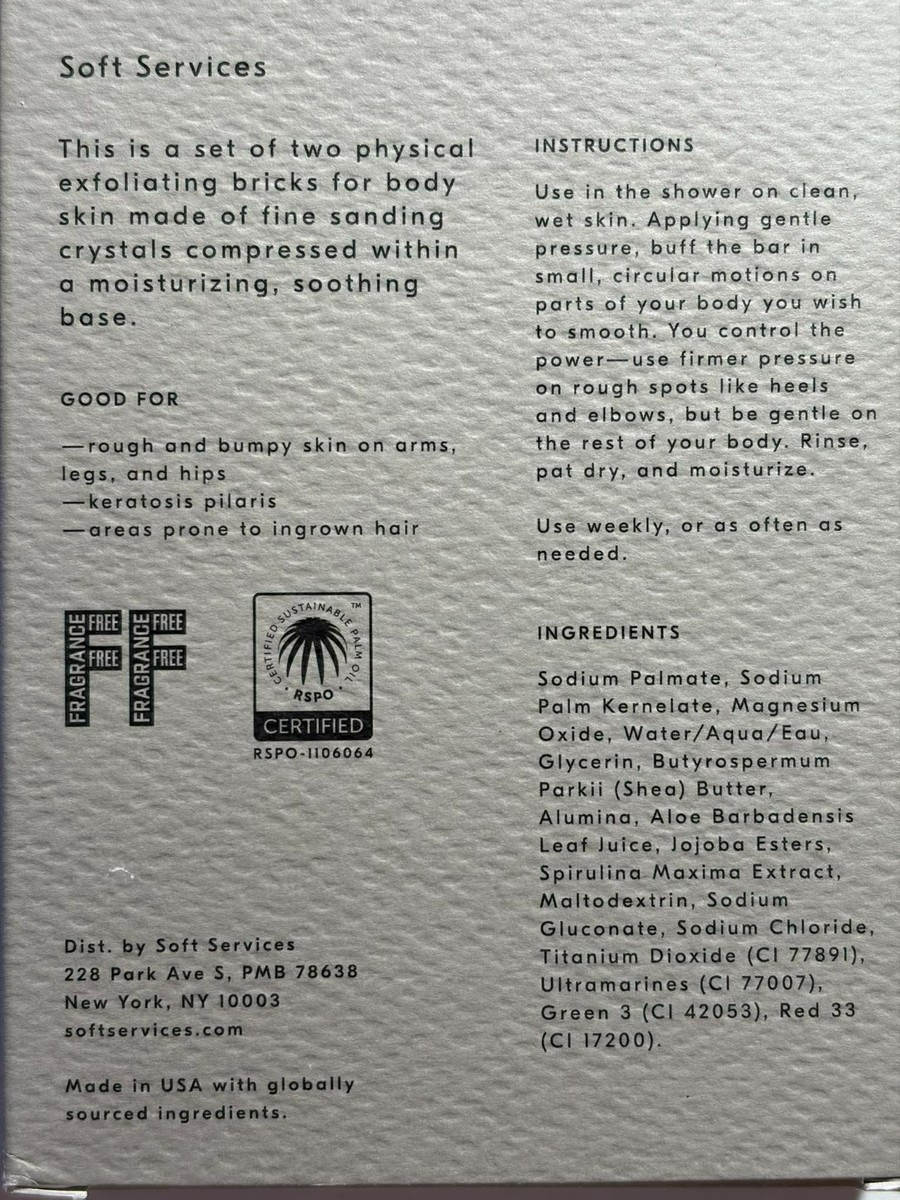 Soft Services
This is a set of two physical
exfoliating bricks for body
skin made of fine sanding
crystals compressed within
a moisturizing, soothing
base.
GOOD FOR
—rough and bumpy skin on arms,
legs, and hips
—keratosis pilaris
—areas prone to ingrown hair
FRAGRANCE FREE FREE
FRAGRANCE FREE FREE
CERTIFIED SUSTAINABLE PALM OIL ™
· RSPO ·
CERTIFIED
RSPO-1106064
Dist. by Soft Services
228 Park Ave S, PMB 78638
New York, NY 10003
softservices.com
Made in USA with globally
sourced ingredients.
INSTRUCTIONS
Use in the shower on clean,
wet skin. Applying gentle
pressure, buff the bar in
small, circular motions on
parts of your body you wish
to smooth. You control the
power—use firmer pressure
on rough spots like heels
and elbows, but be gentle on
the rest of your body. Rinse,
pat dry, and moisturize.
Use weekly, or as often as
needed.
INGREDIENTS
Sodium Palmate, Sodium
Palm Kernelate, Magnesium
Oxide, Water/Aqua/Eau,
Glycerin, Butyrospermum
Parkii (Shea) Butter,
Alumina, Aloe Barbadensis
Leaf Juice, Jojoba Esters,
Spirulina Maxima Extract,
Maltodextrin, Sodium
Gluconate, Sodium Chloride,
Titanium Dioxide (CI 77891),
Ultramarines (CI 77007),
Green 3 (CI 42053), Red 33
(CI 17200).